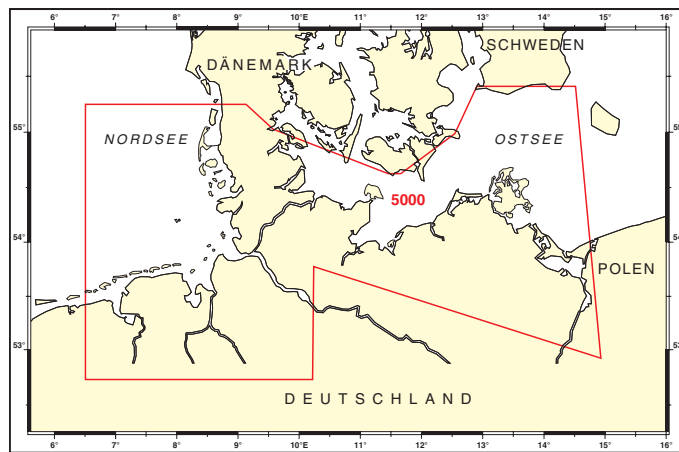 6° 7° 8° 9° 10°E 11° 12° 13° 14° 15° 16°
SCHWEDEN
DÄNEMARK
55°
NORDSEE
OSTSEE
5000
54°
POLEN
53°
DEUTSCHLAND
6° 7° 8° 9° 10°E 11° 12° 13° 14° 15° 16°